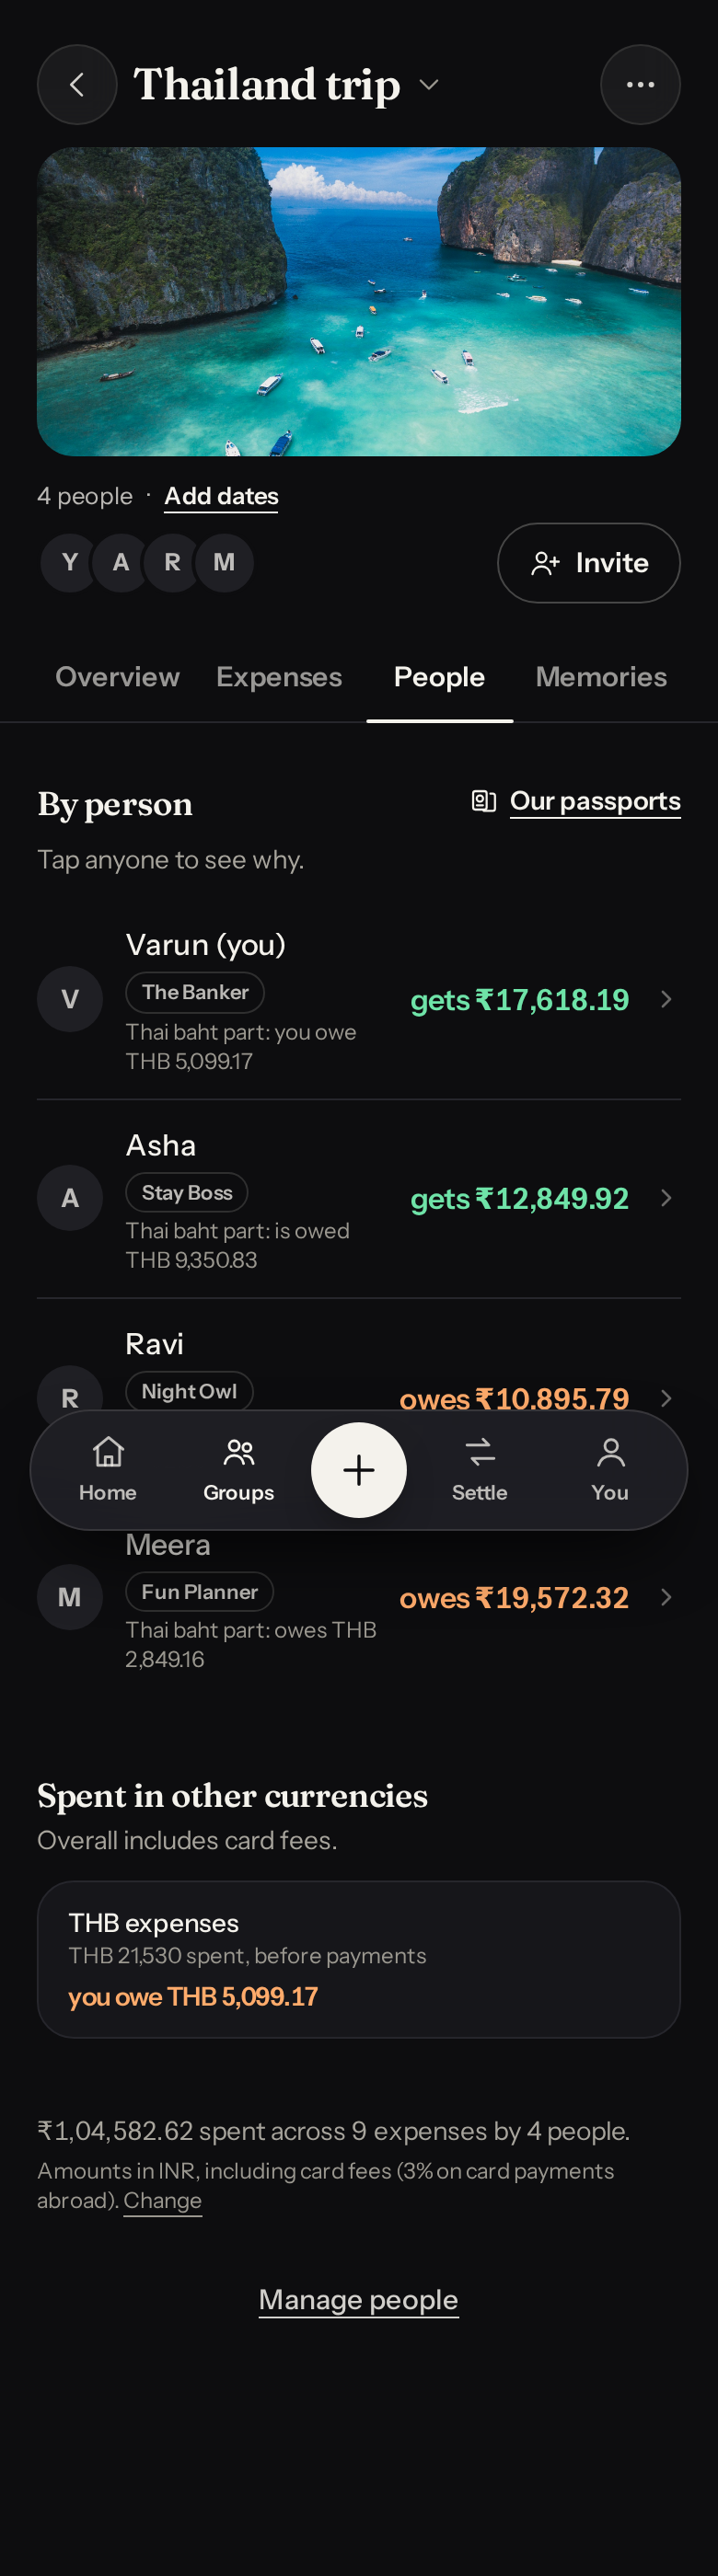 Thailand trip
4 people · Add dates
Y A R M
Invite
Overview Expenses People Memories
By person
Our passports
Tap anyone to see why.
Varun (you)
V
The Banker
gets ₹17,618.19
Thai baht part: you owe
THB 5,099.17
Asha
A
Stay Boss
gets ₹12,849.92
Thai baht part: is owed
THB 9,350.83
Ravi
R
Night Owl
owes ₹10,895.79
Home Groups Settle You
Meera
M
Fun Planner
owes ₹19,572.32
Thai baht part: owes THB
2,849.16
Spent in other currencies
Overall includes card fees.
THB expenses
THB 21,530 spent, before payments
you owe THB 5,099.17
₹1,04,582.62 spent across 9 expenses by 4 people.
Amounts in INR, including card fees (3% on card payments
abroad). Change
Manage people